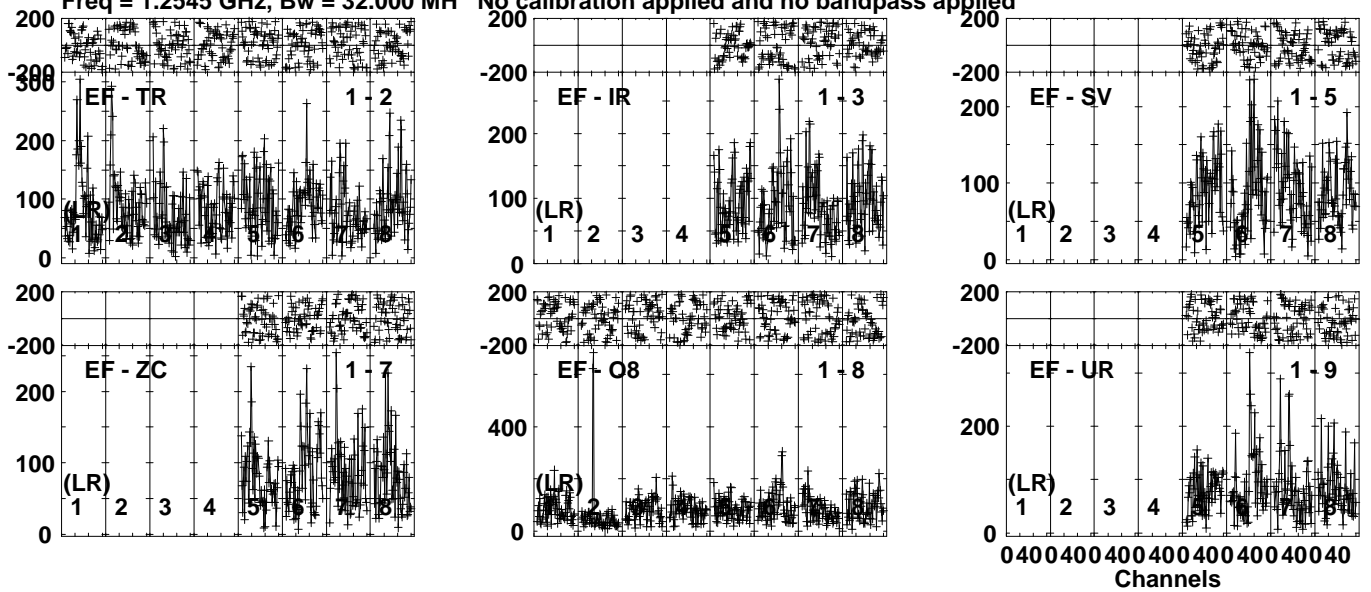 Freq = 1.2545 GHz, Bw = 32.000 MH No calibration applied and no bandpass applied
200
-200
300
200
100
0
EF - TR 1 - 2
(LR)
1 2 3 4 5 6 7 8
200
-200
200
100
0
EF - IR 1 - 3
(LR)
1 2 3 4 5 6 7 8
200
-200
200
100
0
EF - SV 1 - 5
(LR)
1 2 3 4 5 6 7 8
200
-200
200
100
0
EF - ZC 1 - 7
(LR)
1 2 3 4 5 6 7 8
200
-200
400
200
0
EF - O8 1 - 8
(LR)
1 2 3 4 5 6 7 8
200
-200
200
0
EF - UR 1 - 9
(LR)
1 2 3 4 5 6 7 8
0 40 0 40 0 40 0 40 0 40 0 40 0 40 0 40
Channels